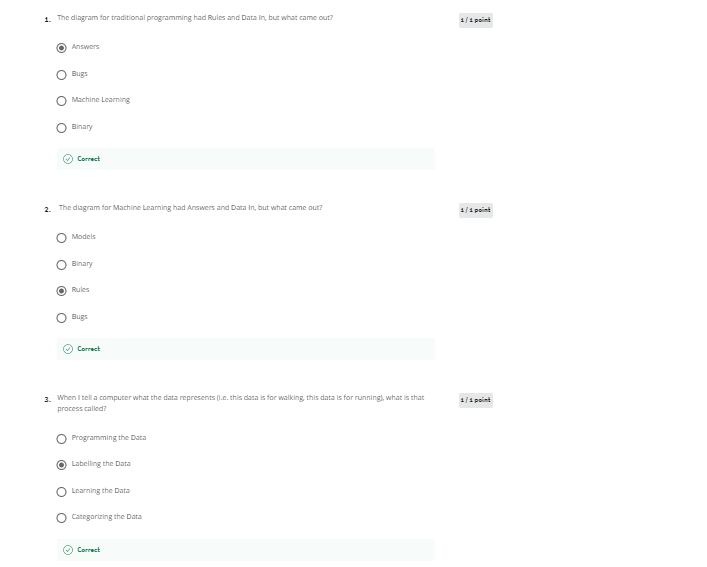 1. The diagram for traditional programming had Rules and Data In, but what came out?
1 / 1 point
Answers
Bugs
Machine Learning
Binary
Correct
2. The diagram for Machine Learning had Answers and Data In, but what came out?
1 / 1 point
Models
Binary
Rules
Bugs
Correct
3. When I tell a computer what the data represents (i.e. this data is for walking, this data is for running), what is that
process called?
1 / 1 point
Programming the Data
Labelling the Data
Learning the Data
Categorizing the Data
Correct